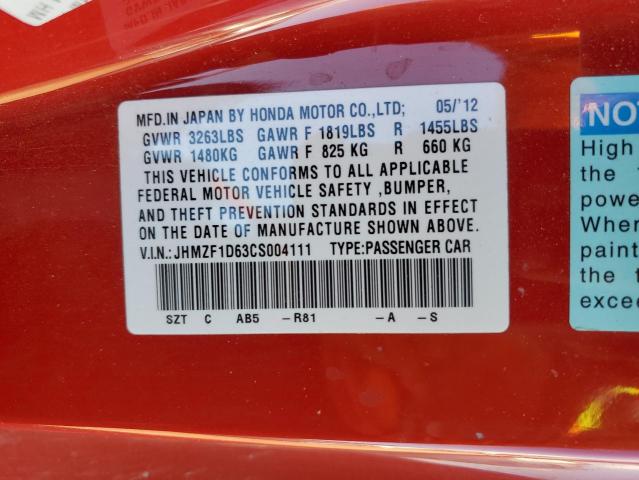 MFD.IN JAPAN BY HONDA MOTOR CO.,LTD; 05/'12
GVWR 3263LBS GAWR F 1819LBS R 1455LBS
GVWR 1480KG GAWR F 825 KG R 660 KG
THIS VEHICLE CONFORMS TO ALL APPLICABLE
FEDERAL MOTOR VEHICLE SAFETY ,BUMPER,
AND THEFT PREVENTION STANDARDS IN EFFECT
ON THE DATE OF MANUFACTURE SHOWN ABOVE.
V.I.N.: JHMZF1D63CS004111 TYPE:PASSENGER CAR
SZT C AB5 -R81 -A -S
NO
High
the
powe
When
paint
the t
excee